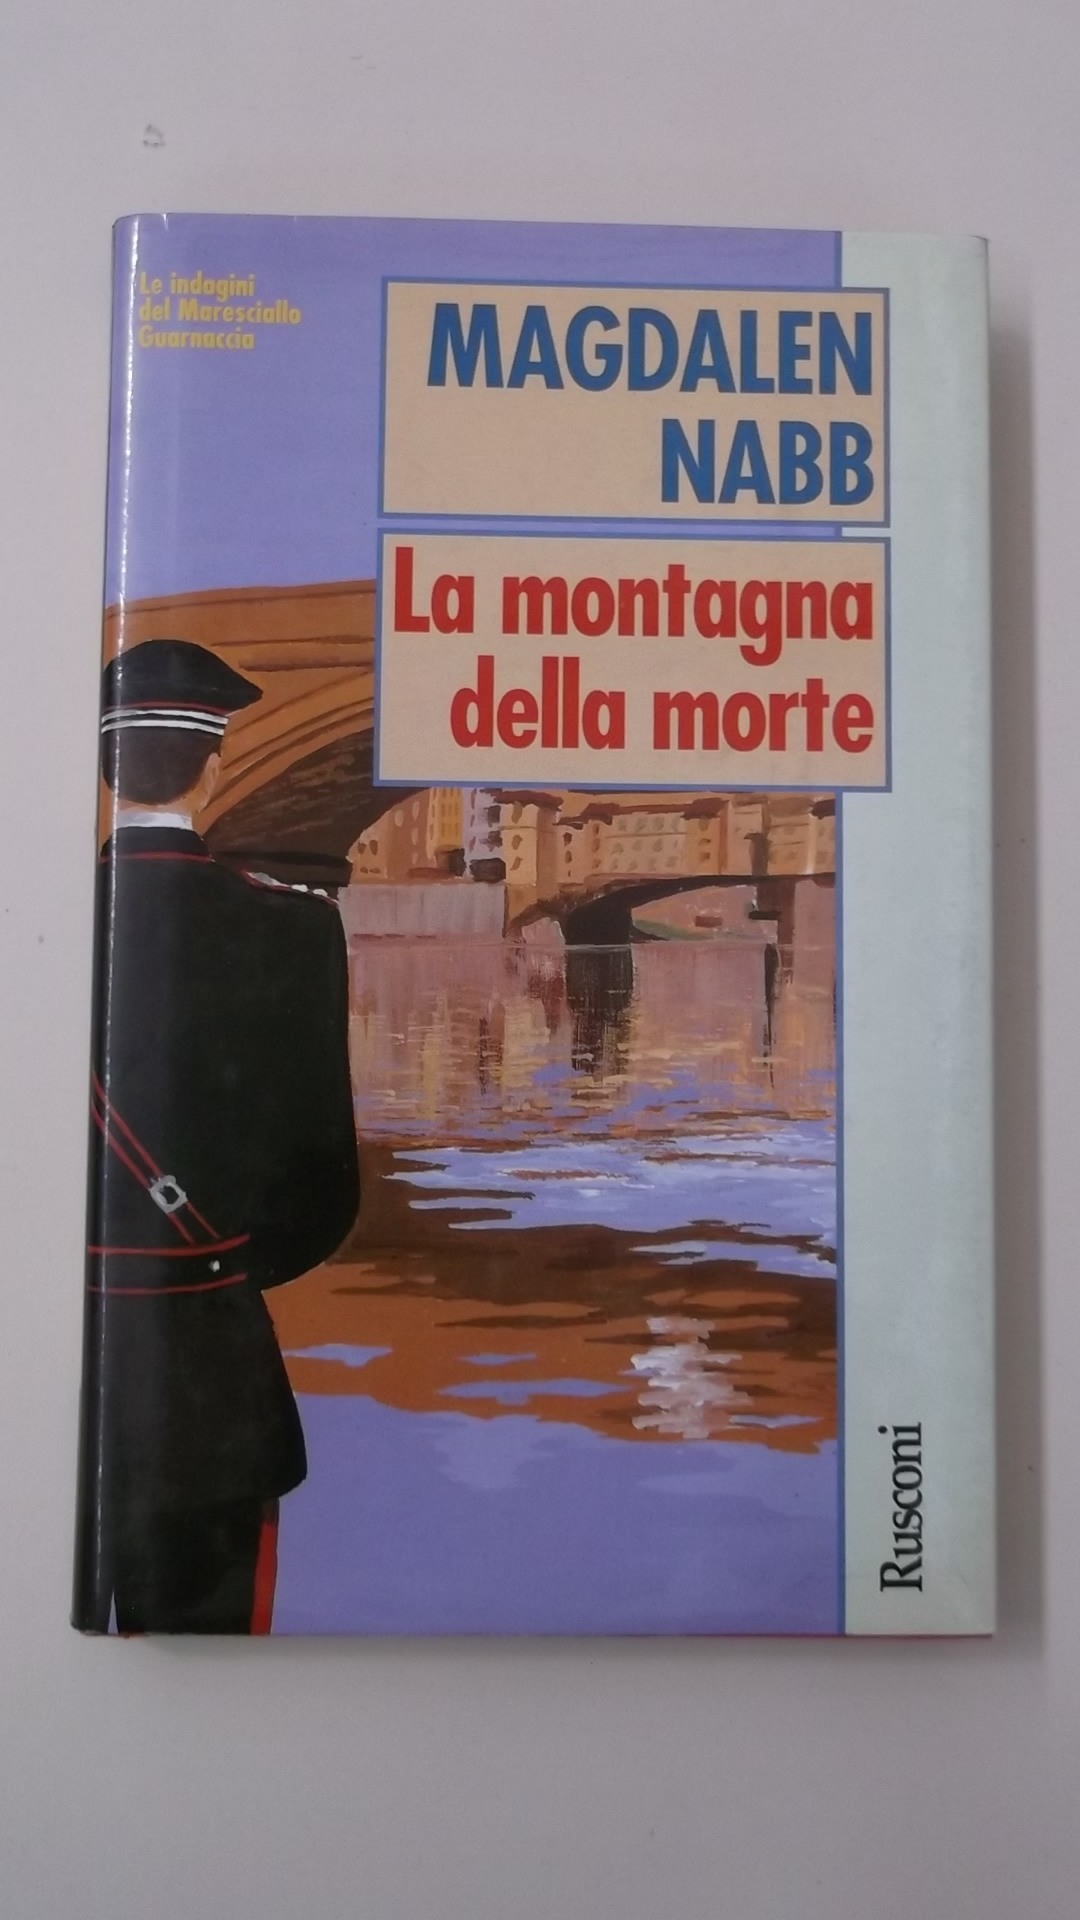 Le indagini
del Maresciallo
Guarnaccia
MAGDALEN
NABB
La montagna
della morte
Rusconi